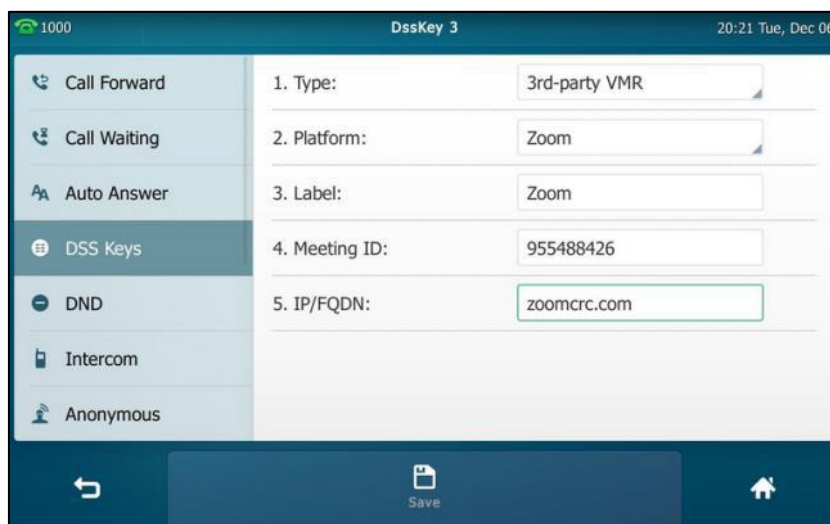 1000 DssKey 3 20:21 Tue, Dec 06
Call Forward
1. Type: 3rd-party VMR
Call Waiting
2. Platform: Zoom
Auto Answer
3. Label: Zoom
DSS Keys
4. Meeting ID: 955488426
DND
5. IP/FQDN: zoomcrc.com
Intercom
Anonymous
Save